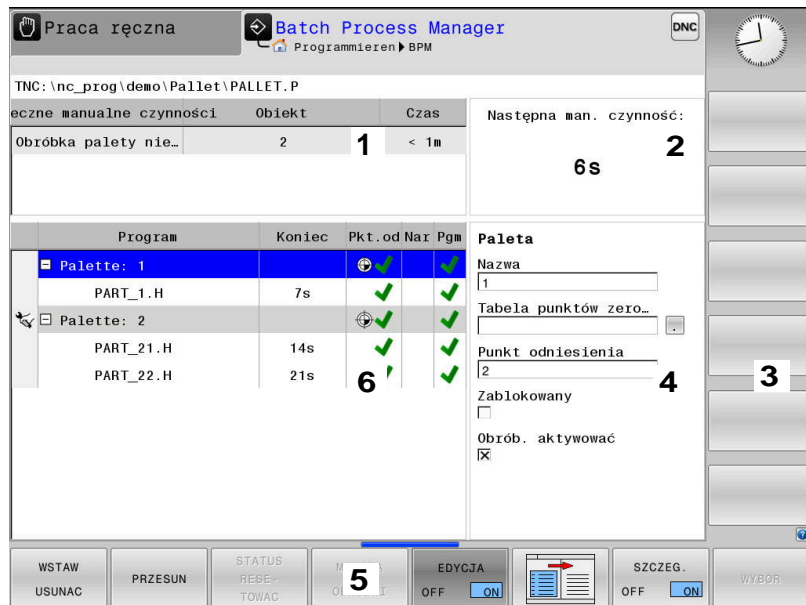 Praca ręczna
Batch Process Manager
DNC
Programmieren BPM
TNC:\nc_prog\demo\Pallet\PALLET.P
eczne manualne czynności Obiekt Czas
Obróbka palety nie… 2 < 1m
1
Następna man. czynność:
2
6s
Program Koniec Pkt.od Nar Pgm
Palette: 1
PART_1.H 7s
Palette: 2
PART_21.H 14s
PART_22.H 21s
6
Paleta
Nazwa
1
Tabela punktów zero…
.
Punkt odniesienia
2
4
Zablokowany
Obrób. aktywować
3
WSTAW
USUNAC
PRZESUN
STATUS
RESE-
TOWAC
5
EDYCJA
OFF ON
SZCZEG.
OFF ON
WYBOR